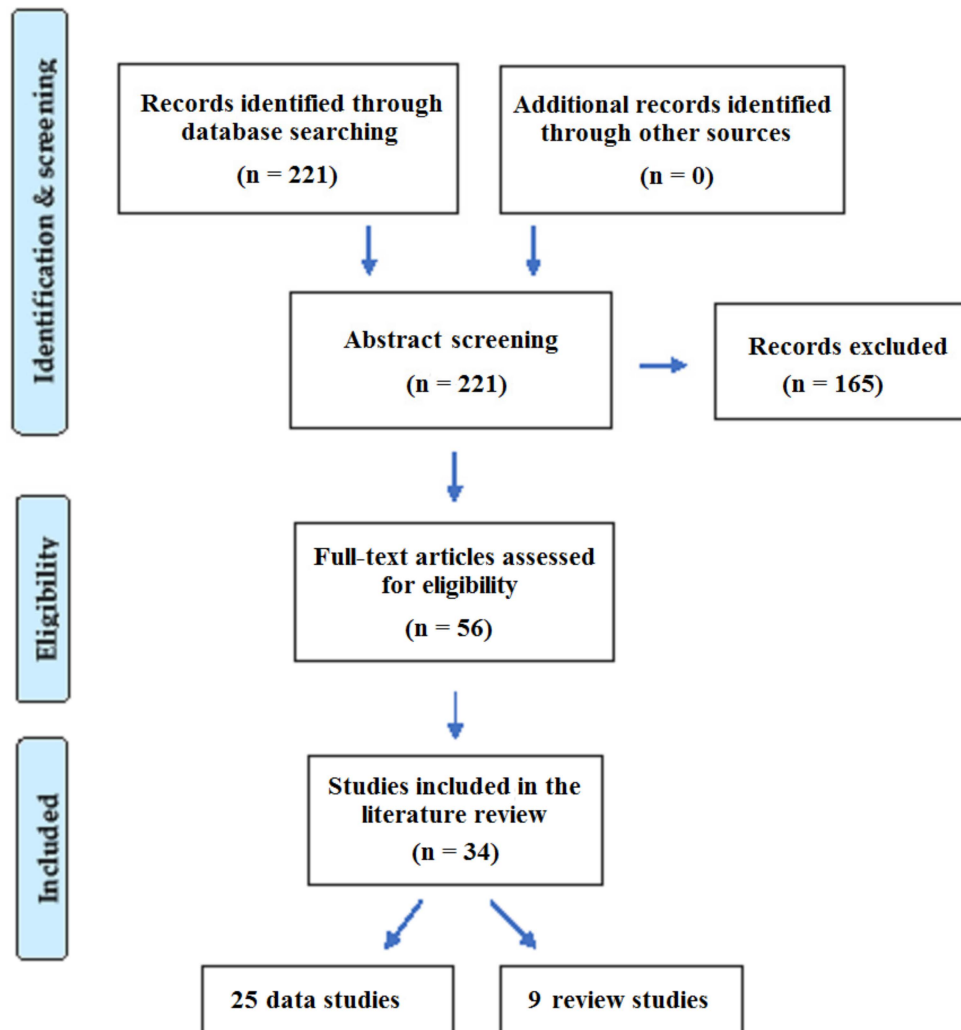 Identification & screening
Records identified through
database searching
(n = 221)
Additional records identified
through other sources
(n = 0)
Abstract screening
(n = 221)
Records excluded
(n = 165)
Eligibility
Full-text articles assessed
for eligibility
(n = 56)
Included
Studies included in the
literature review
(n = 34)
25 data studies
9 review studies